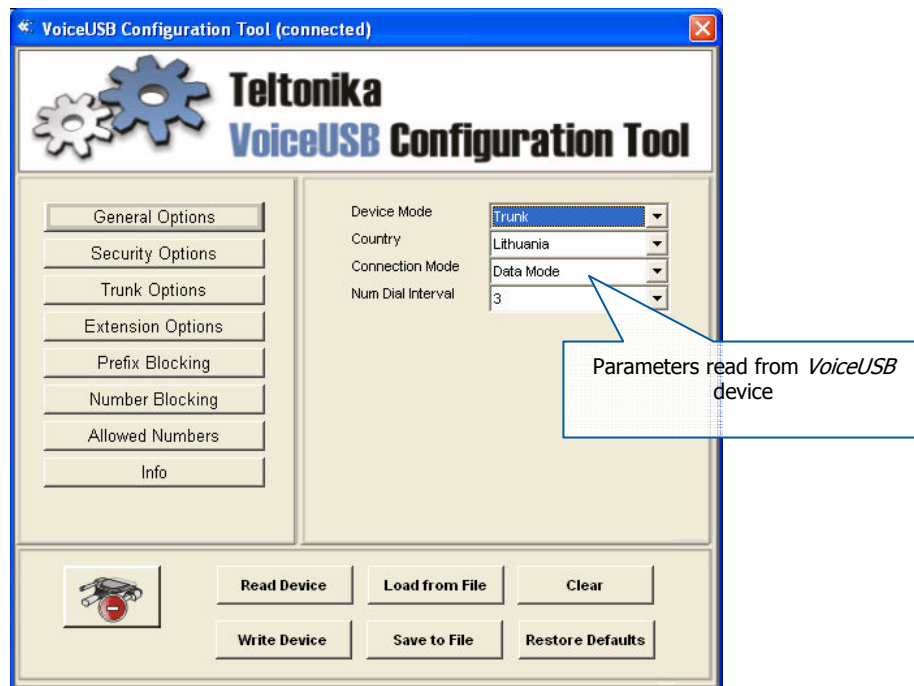 VoiceUSB Configuration Tool (connected)
Teltonika
VoiceUSB Configuration Tool
General Options
Security Options
Trunk Options
Extension Options
Prefix Blocking
Number Blocking
Allowed Numbers
Info
Device Mode Trunk
Country Lithuania
Connection Mode Data Mode
Num Dial Interval 3
Parameters read from VoiceUSB
device
Read Device Load from File Clear
Write Device Save to File Restore Defaults